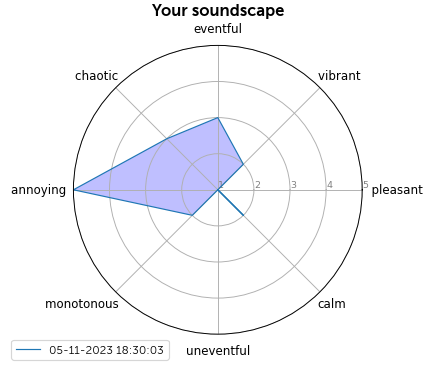 Your soundscape
eventful
chaotic
vibrant
annoying
1
2
3
4
5
pleasant
monotonous
calm
uneventful
05-11-2023 18:30:03